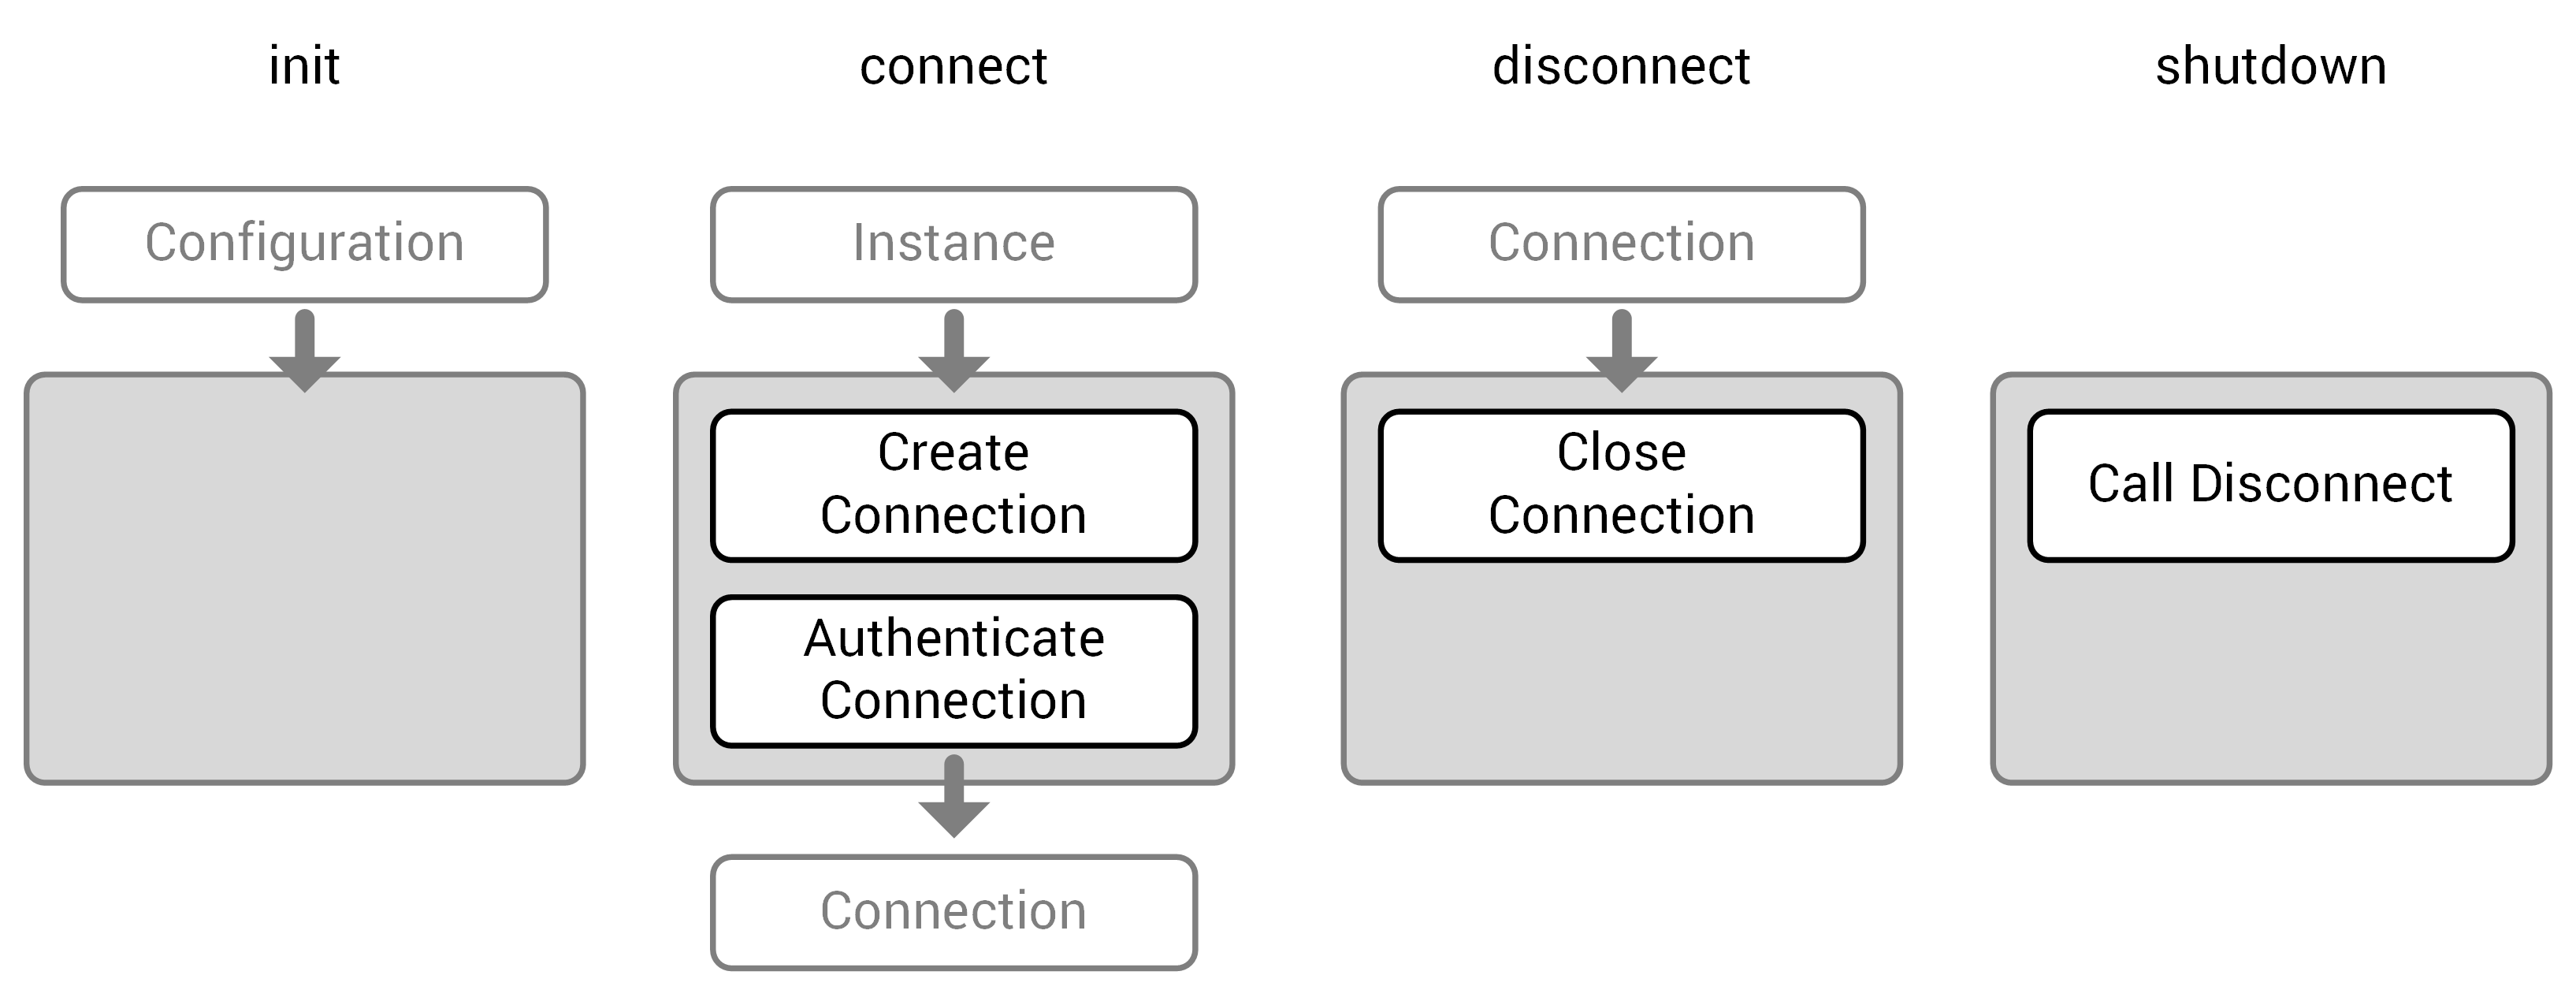 init
connect
disconnect
shutdown
Configuration
Instance
Connection
Create
Connection
Authenticate
Connection
Close
Connection
Call Disconnect
Connection